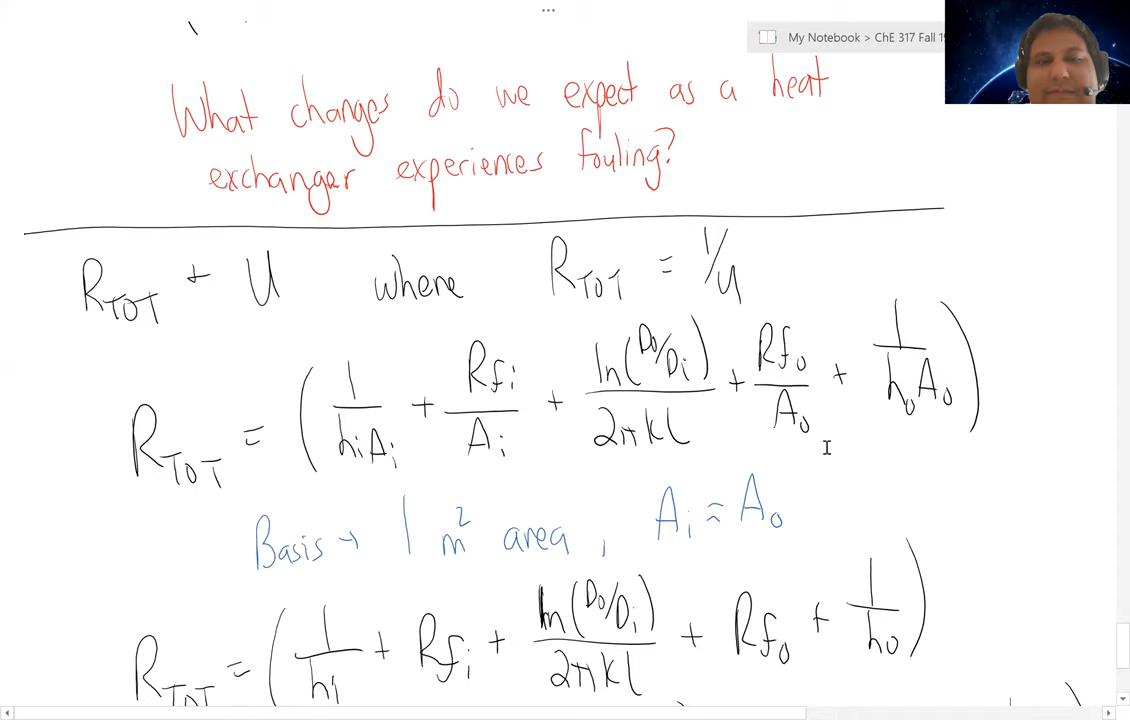 My Notebook > ChE 317 Fall 1
What changes do we expect as a heat
exchanger experiences fouling?
R_TOT + U where R_TOT = 1/U
R_TOT = ( 1/(h_i A_i) + Rf_i/A_i + ln(D_o/D_i)/(2πkl) + Rf_o/A_o + 1/(h_o A_o) )
Basis → 1 m² area, A_i ≈ A_o
R_TOT = ( 1/h_i + Rf_i + ln(D_o/D_i)/(2πkl) + Rf_o + 1/h_o )